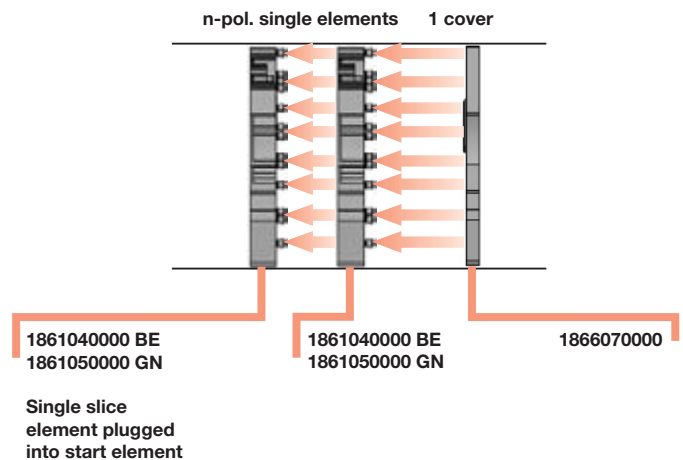 n-pol. single elements 1 cover
1861040000 BE
1861050000 GN
1861040000 BE
1861050000 GN
1866070000
Single slice
element plugged
into start element